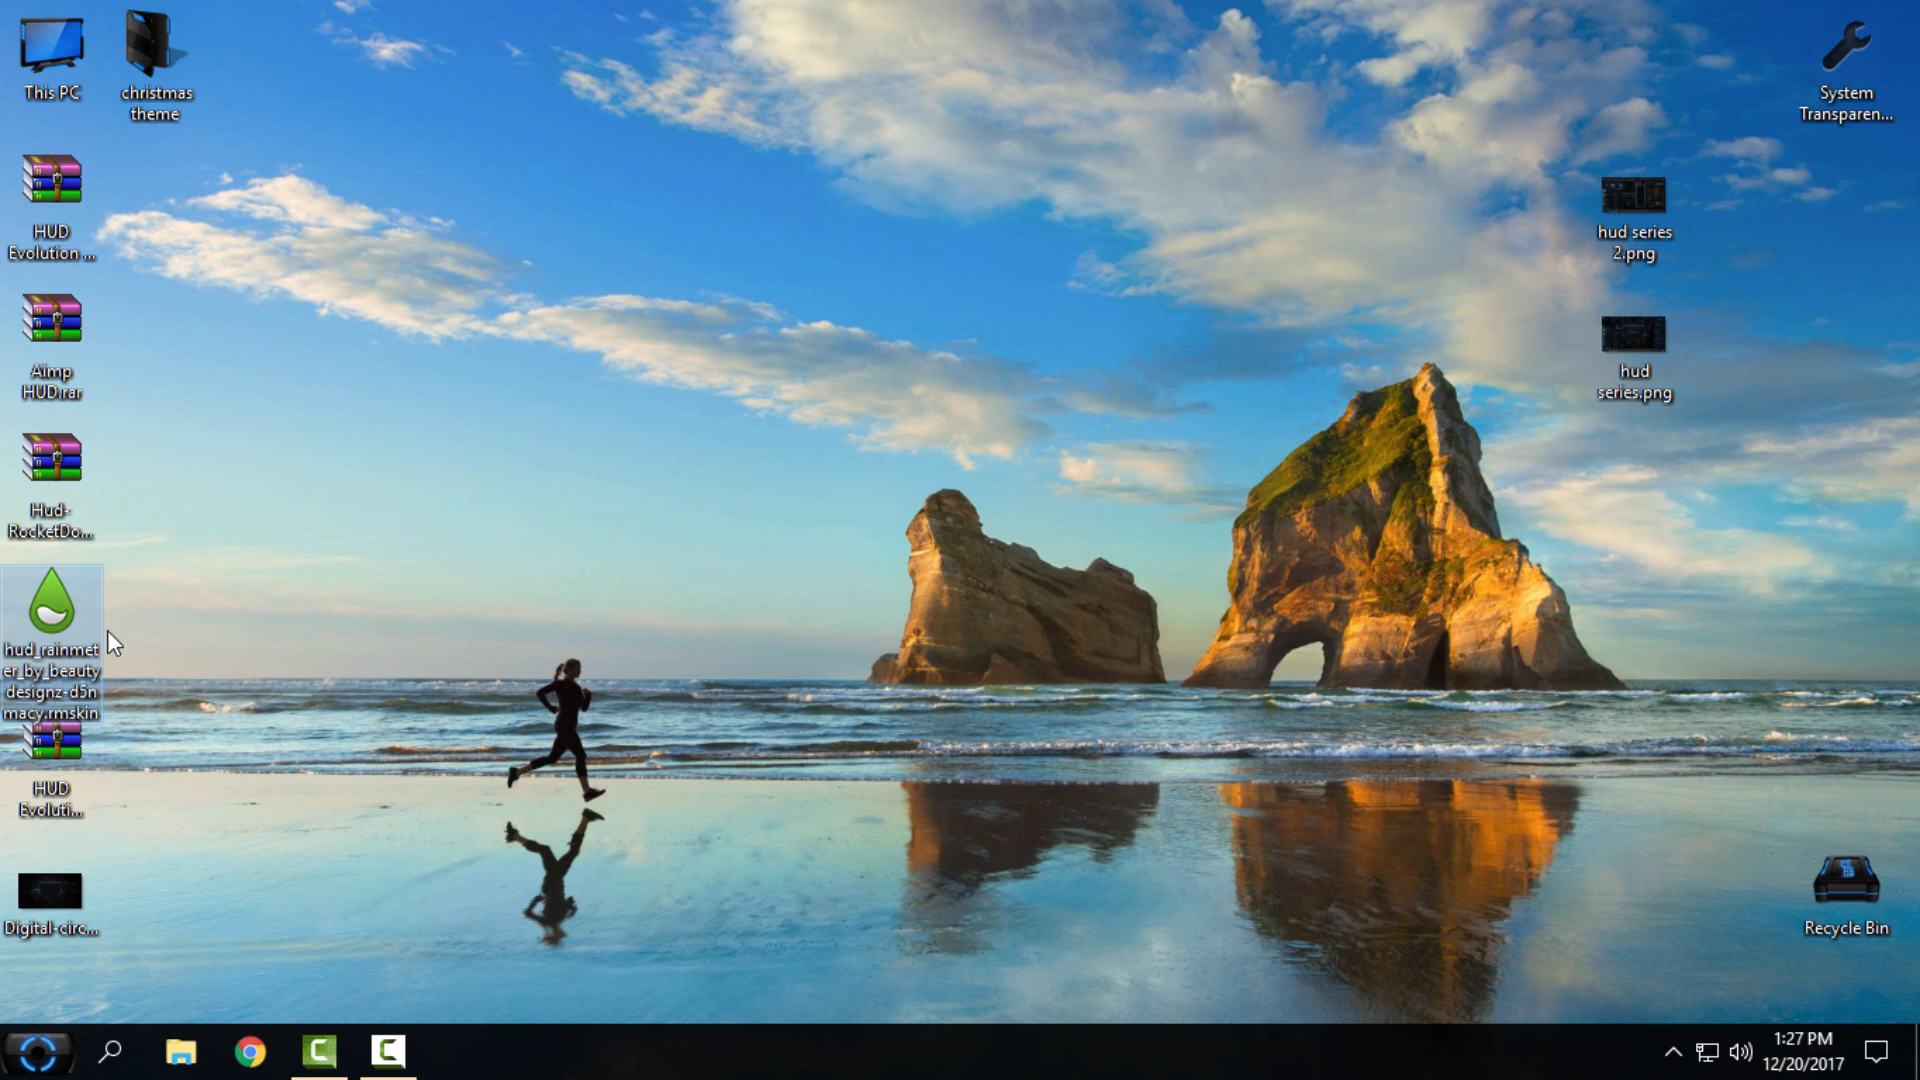 This PC
christmas
theme
HUD
Evolution ...
Aimp
HUD.rar
Hud-
RocketDo...
hud_rainmet
er_by_beauty
designz-d5n
macy.rmskin
HUD
Evoluti...
Digital-circ...
System
Transparen...
hud series
2.png
hud
series.png
Recycle Bin
1:27 PM
12/20/2017